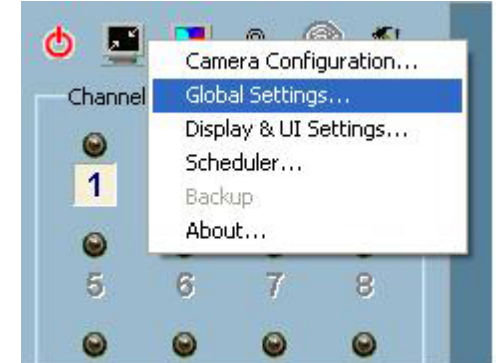 Camera Configuration...
Channel
Global Settings...
Display & UI Settings...
Scheduler...
1
Backup
About...
5 6 7 8